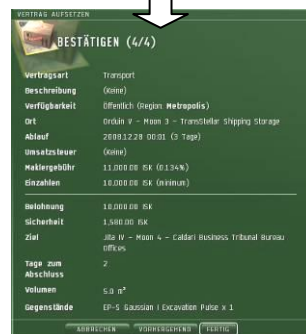 VERTRAG AUFSETZEN
BESTÄTIGEN (4/4)
Vertragsart Transport
Beschreibung (Keine)
Verfügbarkeit Öffentlich (Region: Metropolis)
Ort Orduin V - Moon 3 - TransStellar Shipping Storage
Ablauf 2008.12.28 00:01 (3 Tage)
Umsatzsteuer (Keine)
Maklergebühr 11,000.00 ISK (0.134%)
Einzahlen 10,000.00 ISK (minimum)
Belohnung 10,000.00 ISK
Sicherheit 1,580.00 ISK
Ziel Jita IV - Moon 4 - Caldari Business Tribunal Bureau
Offices
Tage zum 2
Abschluss
Volumen 5.0 m³
Gegenstände EP-S Gaussian I Excavation Pulse x 1
ABBRECHEN VORHERGEHEND FERTIG